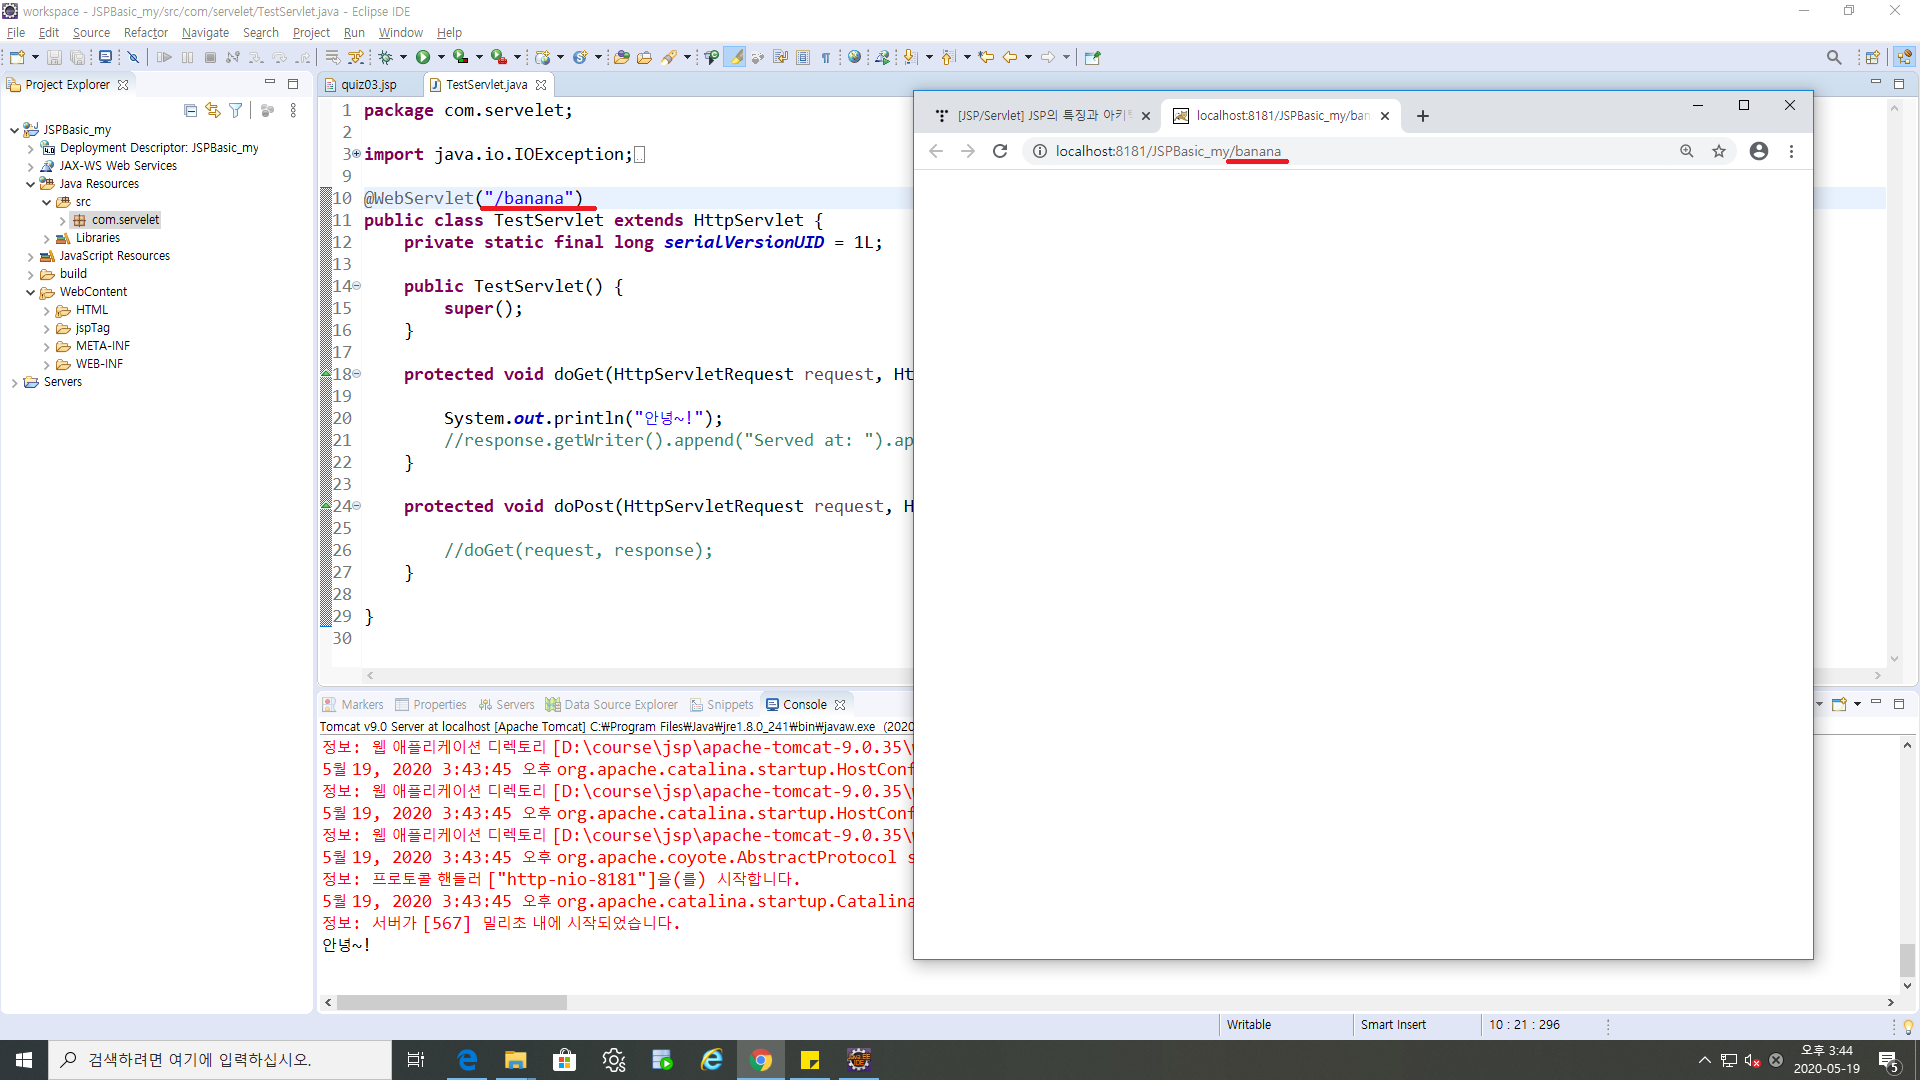 workspace - JSPBasic_my/src/com/servelet/TestServlet.java - Eclipse IDE
File Edit Source Refactor Navigate Search Project Run Window Help
Project Explorer
JSPBasic_my
Deployment Descriptor: JSPBasic_my
JAX-WS Web Services
Java Resources
src
com.servelet
Libraries
JavaScript Resources
build
WebContent
HTML
jspTag
META-INF
WEB-INF
Servers
quiz03.jsp TestServlet.java
1 package com.servelet;
2
3 import java.io.IOException;
9
10 @WebServlet("/banana")
11 public class TestServlet extends HttpServlet {
12 private static final long serialVersionUID = 1L;
13
14 public TestServlet() {
15 super();
16 }
17
18 protected void doGet(HttpServletRequest request, Ht
19
20 System.out.println("안녕~!");
21 //response.getWriter().append("Served at: ").ap
22 }
23
24 protected void doPost(HttpServletRequest request, H
25
26 //doGet(request, response);
27 }
28
29 }
30
[JSP/Servlet] JSP의 특징과 아키 localhost:8181/JSPBasic_my/ban
localhost:8181/JSPBasic_my/banana
Markers Properties Servers Data Source Explorer Snippets Console
Tomcat v9.0 Server at localhost [Apache Tomcat] C:₩Program Files₩Java₩jre1.8.0_241₩bin₩javaw.exe (2020
정보: 웹 애플리케이션 디렉토리 [D:\course\jsp\apache-tomcat-9.0.35\
5월 19, 2020 3:43:45 오후 org.apache.catalina.startup.HostConf
정보: 웹 애플리케이션 디렉토리 [D:\course\jsp\apache-tomcat-9.0.35\
5월 19, 2020 3:43:45 오후 org.apache.catalina.startup.HostConf
정보: 웹 애플리케이션 디렉토리 [D:\course\jsp\apache-tomcat-9.0.35\
5월 19, 2020 3:43:45 오후 org.apache.coyote.AbstractProtocol s
정보: 프로토콜 핸들러 ["http-nio-8181"]을(를) 시작합니다.
5월 19, 2020 3:43:45 오후 org.apache.catalina.startup.Catalina
정보: 서버가 [567] 밀리초 내에 시작되었습니다.
안녕~!
Writable Smart Insert 10 : 21 : 296
검색하려면 여기에 입력하십시오.
오후 3:44
2020-05-19
5